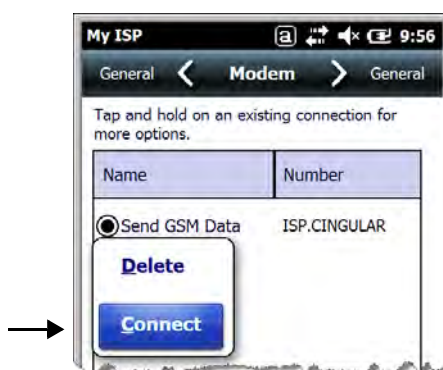 My ISP a 9:56
General Modem General
Tap and hold on an existing connection for
more options.
Name Number
Send GSM Data ISP.CINGULAR
Delete
Connect